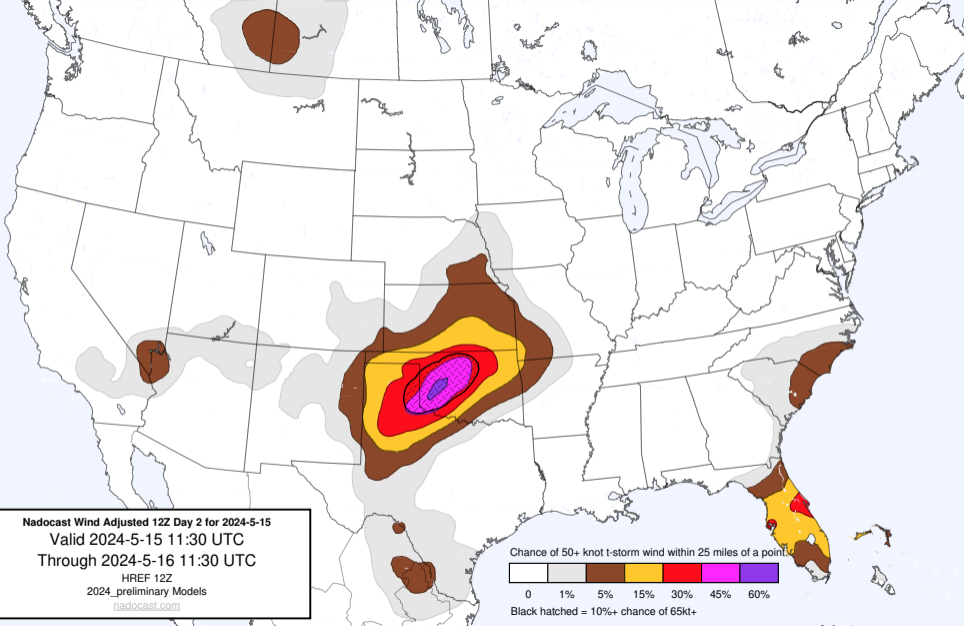 Nadocast Wind Adjusted 12Z Day 2 for 2024-5-15
Valid 2024-5-15 11:30 UTC
Through 2024-5-16 11:30 UTC
HREF 12Z
2024_preliminary Models
nadocast.com
Chance of 50+ knot t-storm wind within 25 miles of a point.
0 1% 5% 15% 30% 45% 60%
Black hatched = 10%+ chance of 65kt+